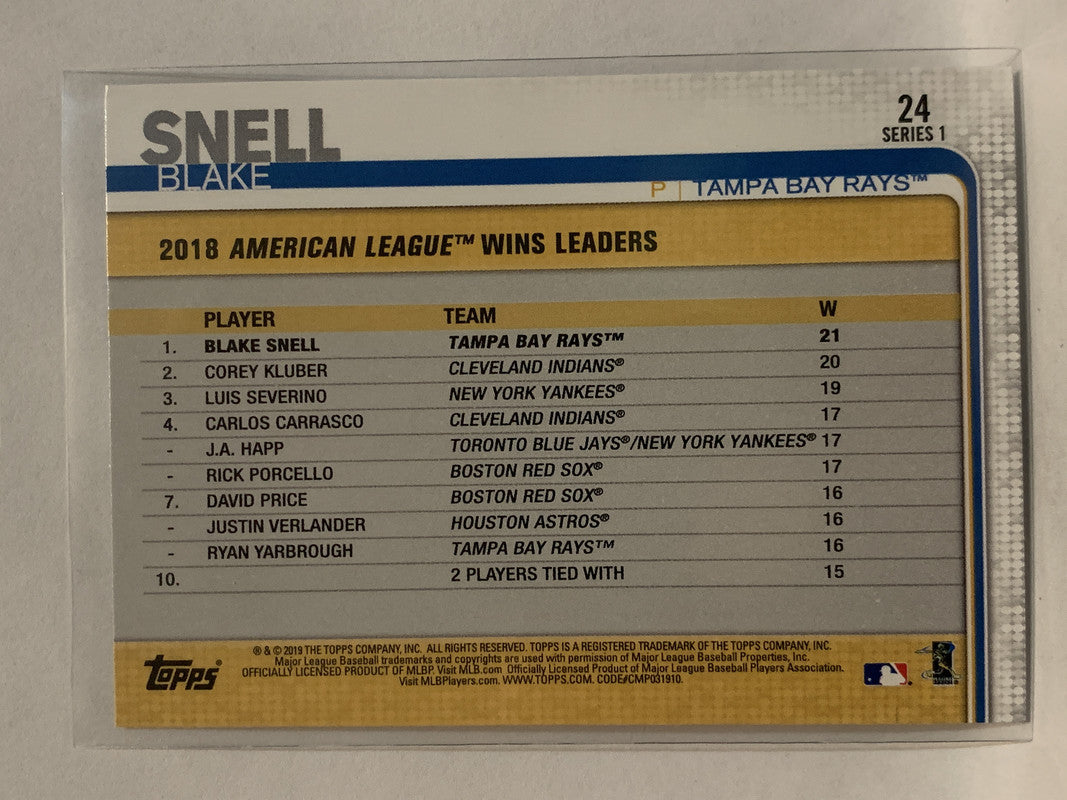 SNELL
BLAKE
24
SERIES 1
P | TAMPA BAY RAYS™
2018 AMERICAN LEAGUE™ WINS LEADERS
PLAYER TEAM W
1. BLAKE SNELL TAMPA BAY RAYS™ 21
2. COREY KLUBER CLEVELAND INDIANS® 20
3. LUIS SEVERINO NEW YORK YANKEES® 19
4. CARLOS CARRASCO CLEVELAND INDIANS® 17
- J.A. HAPP TORONTO BLUE JAYS®/NEW YORK YANKEES® 17
- RICK PORCELLO BOSTON RED SOX® 17
7. DAVID PRICE BOSTON RED SOX® 16
- JUSTIN VERLANDER HOUSTON ASTROS® 16
- RYAN YARBROUGH TAMPA BAY RAYS™ 16
10. 2 PLAYERS TIED WITH 15
Topps®
® & © 2019 THE TOPPS COMPANY, INC. ALL RIGHTS RESERVED. TOPPS IS A REGISTERED TRADEMARK OF THE TOPPS COMPANY, INC.
Major League Baseball trademarks and copyrights are used with permission of Major League Baseball Properties, Inc.
OFFICIALLY LICENSED PRODUCT OF MLBP. Visit MLB.com Officially Licensed Product of Major League Baseball Players Association.
Visit MLBPlayers.com. WWW.TOPPS.COM. CODE#CMP031910.